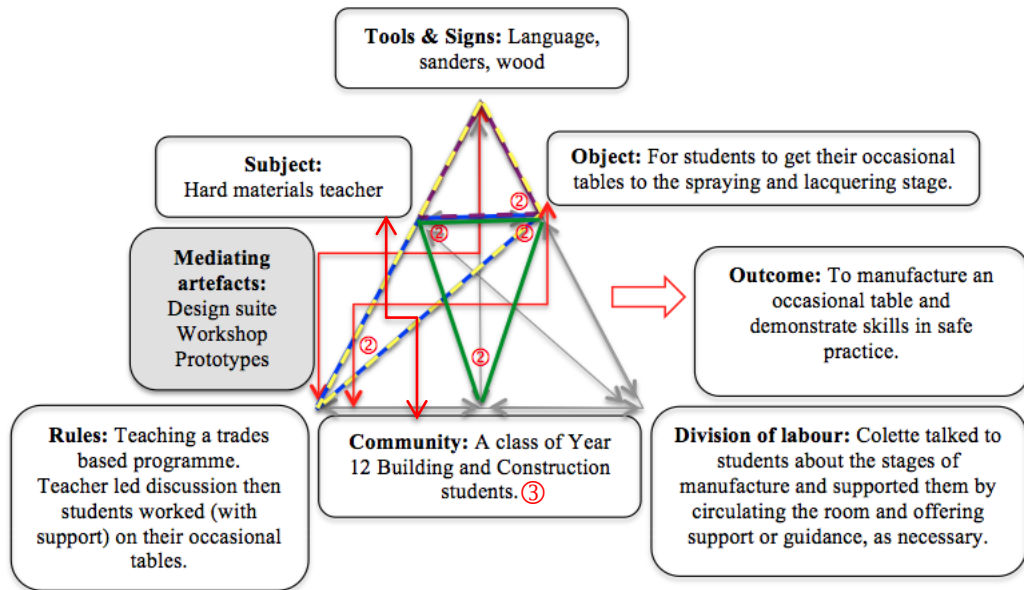 Tools & Signs: Language,
sanders, wood
Subject:
Hard materials teacher
Object: For students to get their occasional
tables to the spraying and lacquering stage.
②
②
②
Mediating
artefacts:
Design suite
Workshop
Prototypes
Outcome: To manufacture an
occasional table and
demonstrate skills in safe
practice.
②
②
Rules: Teaching a trades
based programme.
Teacher led discussion then
students worked (with
support) on their occasional
tables.
Community: A class of Year
12 Building and Construction
students. ③
Division of labour: Colette talked to
students about the stages of
manufacture and supported them by
circulating the room and offering
support or guidance, as necessary.